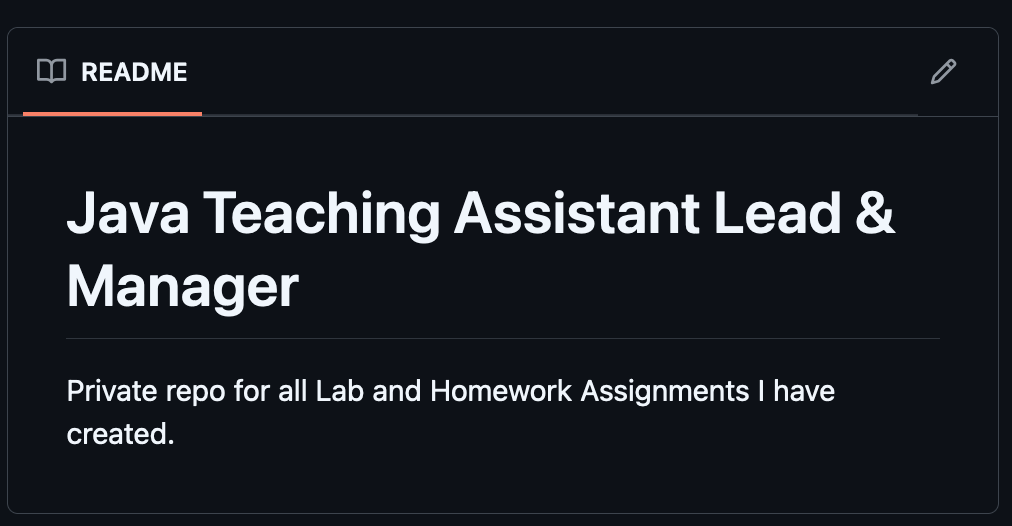 README
Java Teaching Assistant Lead &
Manager
Private repo for all Lab and Homework Assignments I have
created.